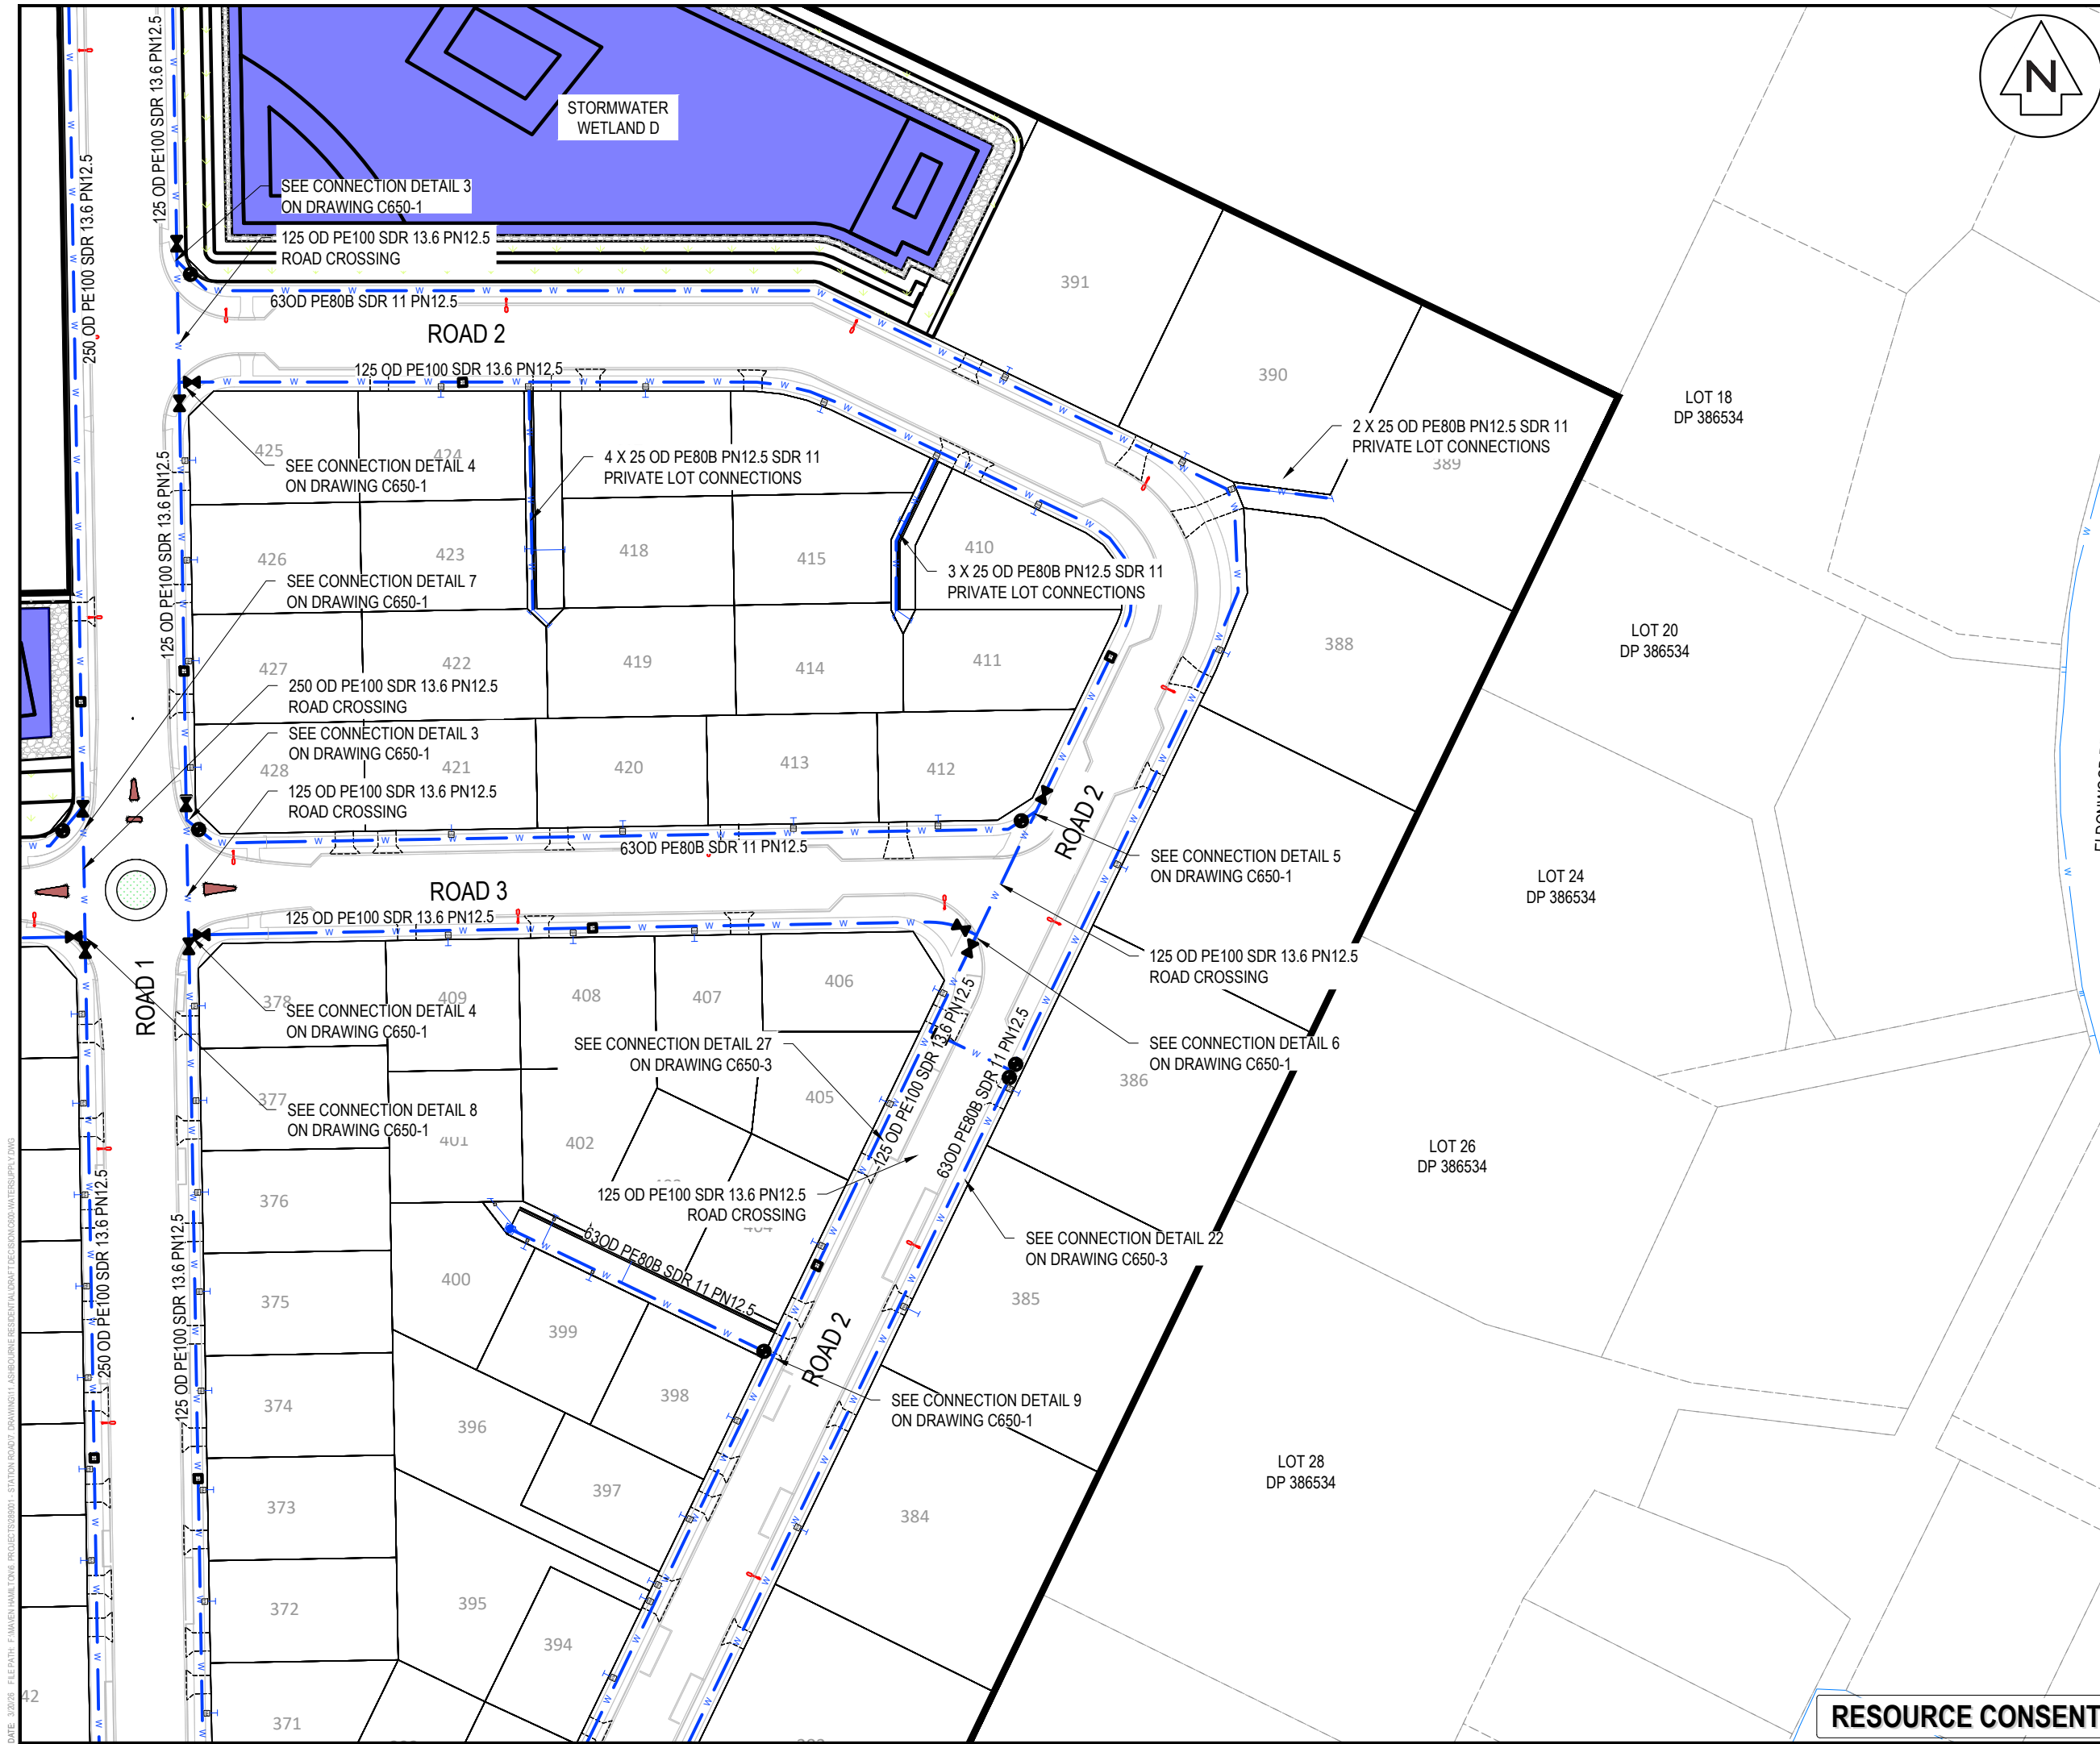 125 OD PE100 SDR 13.6 PN12.5
250 OD PE100 SDR 13.6 PN12.5
STORMWATER
WETLAND D
N
SEE CONNECTION DETAIL 3
ON DRAWING C650-1
125 OD PE100 SDR 13.6 PN12.5
ROAD CROSSING
63OD PE80B SDR 11 PN12.5
ROAD 2
125 OD PE100 SDR 13.6 PN12.5
391
390
LOT 18
DP 386534
2 X 25 OD PE80B PN12.5 SDR 11
PRIVATE LOT CONNECTIONS
389
425
424
SEE CONNECTION DETAIL 4
ON DRAWING C650-1
4 X 25 OD PE80B PN12.5 SDR 11
PRIVATE LOT CONNECTIONS
125 OD PE100 SDR 13.6 PN12.5
426
423
418
415
410
3 X 25 OD PE80B PN12.5 SDR 11
PRIVATE LOT CONNECTIONS
SEE CONNECTION DETAIL 7
ON DRAWING C650-1
LOT 20
DP 386534
427
422
419
414
411
388
250 OD PE100 SDR 13.6 PN12.5
ROAD CROSSING
SEE CONNECTION DETAIL 3
ON DRAWING C650-1
428
421
420
413
412
125 OD PE100 SDR 13.6 PN12.5
ROAD CROSSING
ROAD 2
63OD PE80B SDR 11 PN12.5
SEE CONNECTION DETAIL 5
ON DRAWING C650-1
LOT 24
DP 386534
ROAD 3
125 OD PE100 SDR 13.6 PN12.5
125 OD PE100 SDR 13.6 PN12.5
ROAD CROSSING
ROAD 1
378
409
408
407
406
SEE CONNECTION DETAIL 4
ON DRAWING C650-1
SEE CONNECTION DETAIL 27
ON DRAWING C650-3
SEE CONNECTION DETAIL 6
ON DRAWING C650-1
386
125 OD PE100 SDR 13.6 PN12.5
63OD PE80B SDR 11 PN12.5
377
405
SEE CONNECTION DETAIL 8
ON DRAWING C650-1
401
402
LOT 26
DP 386534
125 OD PE100 SDR 13.6 PN12.5
ROAD CROSSING
376
404
63OD PE80B SDR 11 PN12.5
SEE CONNECTION DETAIL 22
ON DRAWING C650-3
250 OD PE100 SDR 13.6 PN12.5
125 OD PE100 SDR 13.6 PN12.5
375
400
385
399
ROAD 2
374
398
SEE CONNECTION DETAIL 9
ON DRAWING C650-1
396
LOT 28
DP 386534
373
397
384
372
395
394
42
371
RESOURCE CONSENT